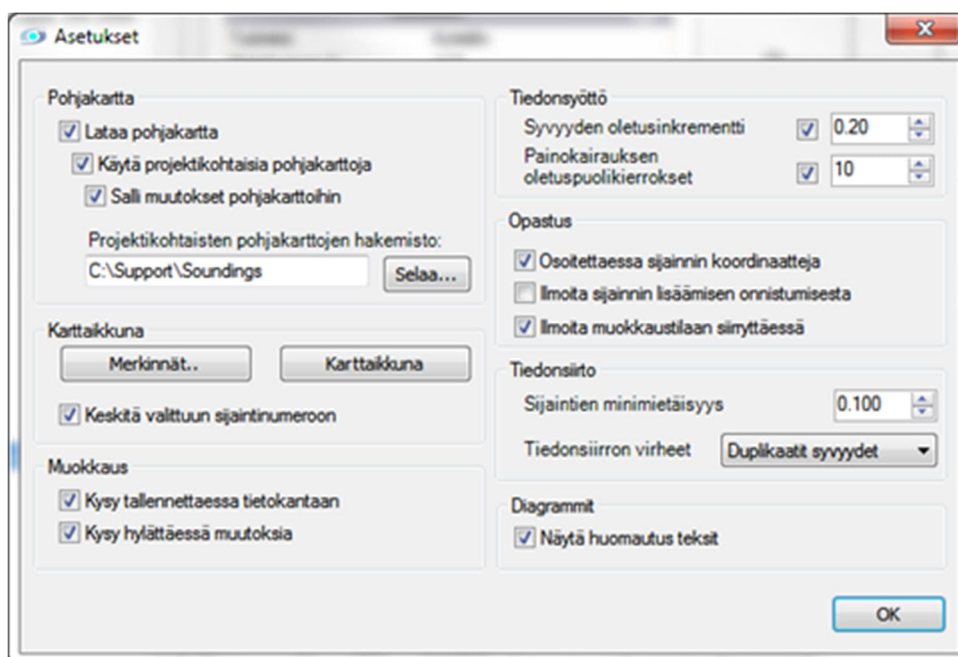 Asetukset
Pohjakartta
Lataa pohjakartta
Käytä projektikohtaisia pohjakarttoja
Salli muutokset pohjakarttoihin
Projektikohtaisten pohjakarttojen hakemisto:
C:\Support\Soundings
Selaa...
Karttaikkuna
Merkinnät..
Karttaikkuna
Keskitä valittuun sijaintinumeroon
Muokkaus
Kysy tallennettaessa tietokantaan
Kysy hylättäessä muutoksia
Tiedonsyöttö
Syvyyden oletusinkrementti
0.20
Painokairauksen
oletuspuolikierrokset
10
Opastus
Osoitettaessa sijainnin koordinaatteja
Ilmoita sijainnin lisäämisen onnistumisesta
Ilmoita muokkaustilaan siirryttäessä
Tiedonsiirto
Sijaintien minimietäisyys
0.100
Tiedonsiirron virheet
Duplikaatit syvyydet
Diagrammit
Näytä huomautus teksit
OK